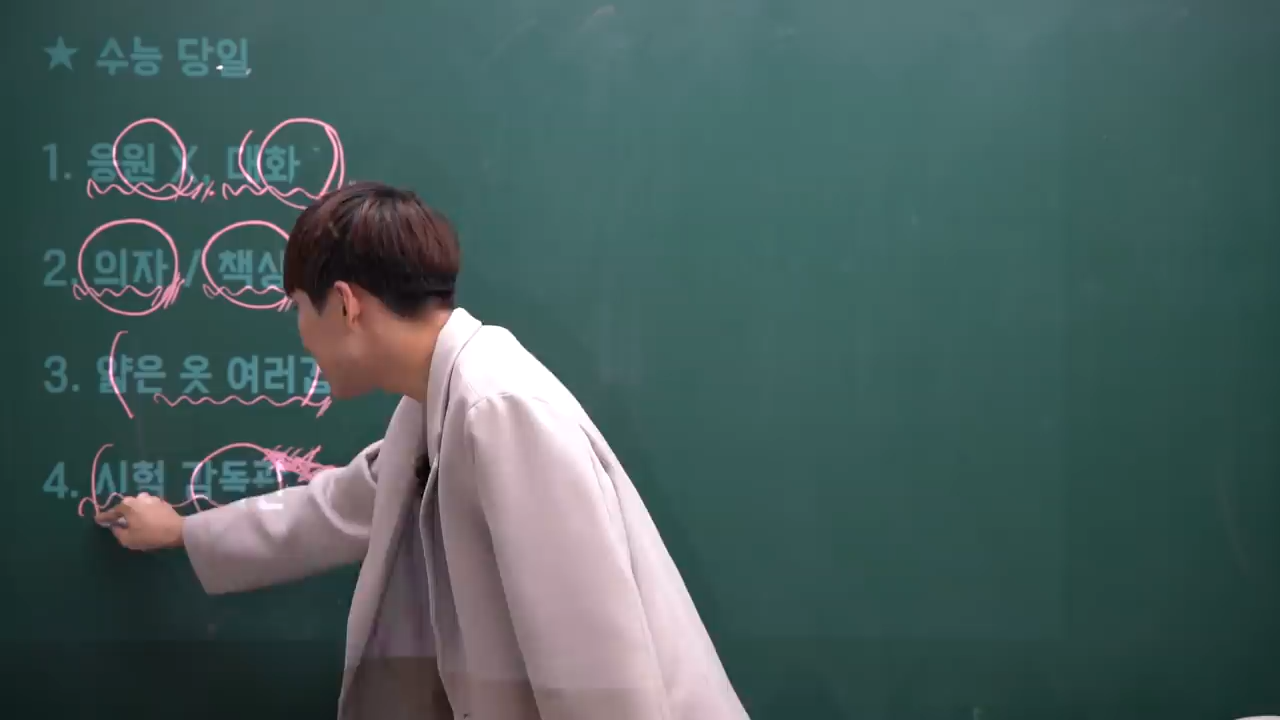 ★ 수능 당일
1. 응원 X, 대화
2. 의자 / 책상
3. 얇은 옷 여러겹
4. 시험 감독관